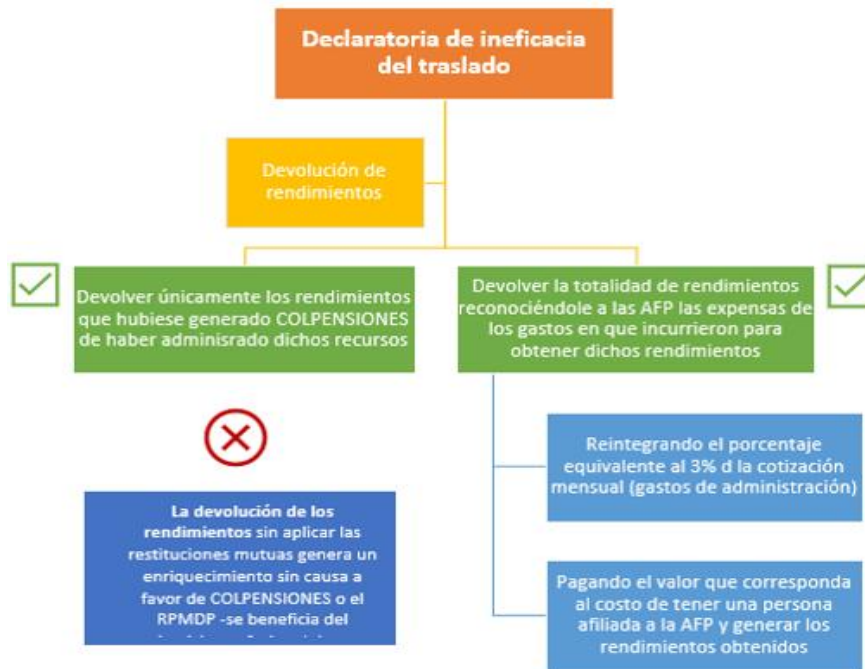 Declaratoria de ineficacia
del traslado
Devolución de
rendimientos
Devolver únicamente los rendimientos
que hubiese generado COLPENSIONES
de haber adminisrado dichos recursos
Devolver la totalidad de rendimientos
reconociéndole a las AFP las expensas de
los gastos en que incurrieron para
obtener dichos rendimientos
La devolución de los
rendimientos sin aplicar las
restituciones mutuas genera un
enriquecimiento sin causa a
favor de COLPENSIONES o el
RPMDP -se beneficia del
Reintegrando el porcentaje
equivalente al 3% d la cotización
mensual (gastos de administración)
Pagando el valor que corresponda
al costo de tener una persona
afiliada a la AFP y generar los
rendimientos obtenidos